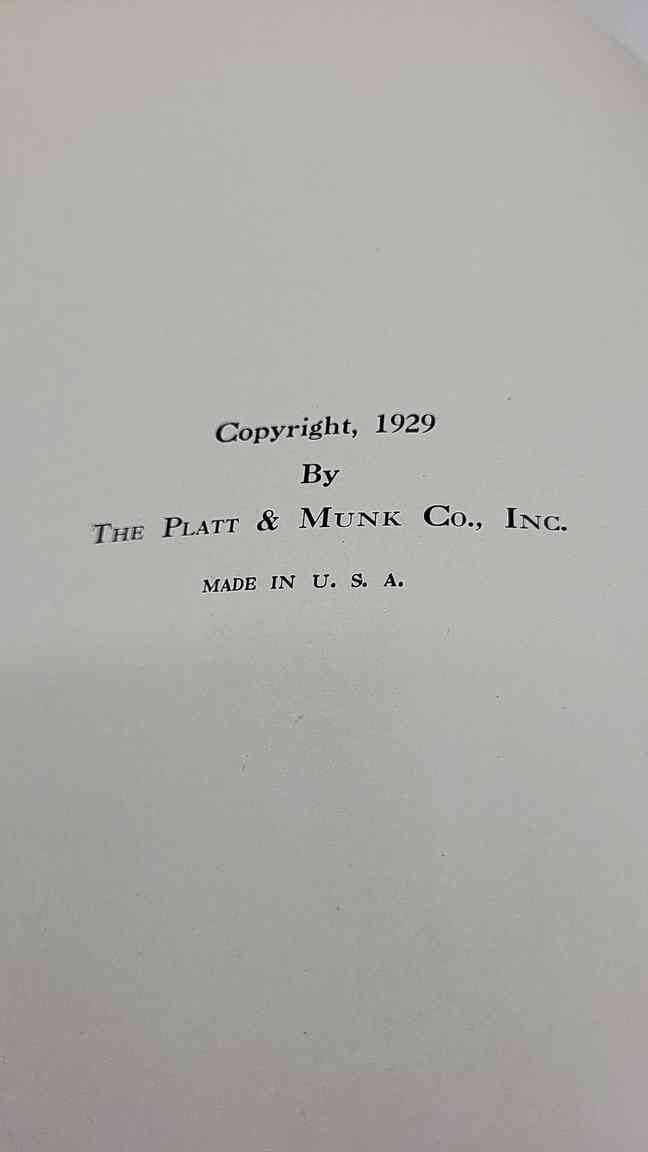 Copyright, 1929
By
The Platt & Munk Co., Inc.
MADE IN U. S. A.